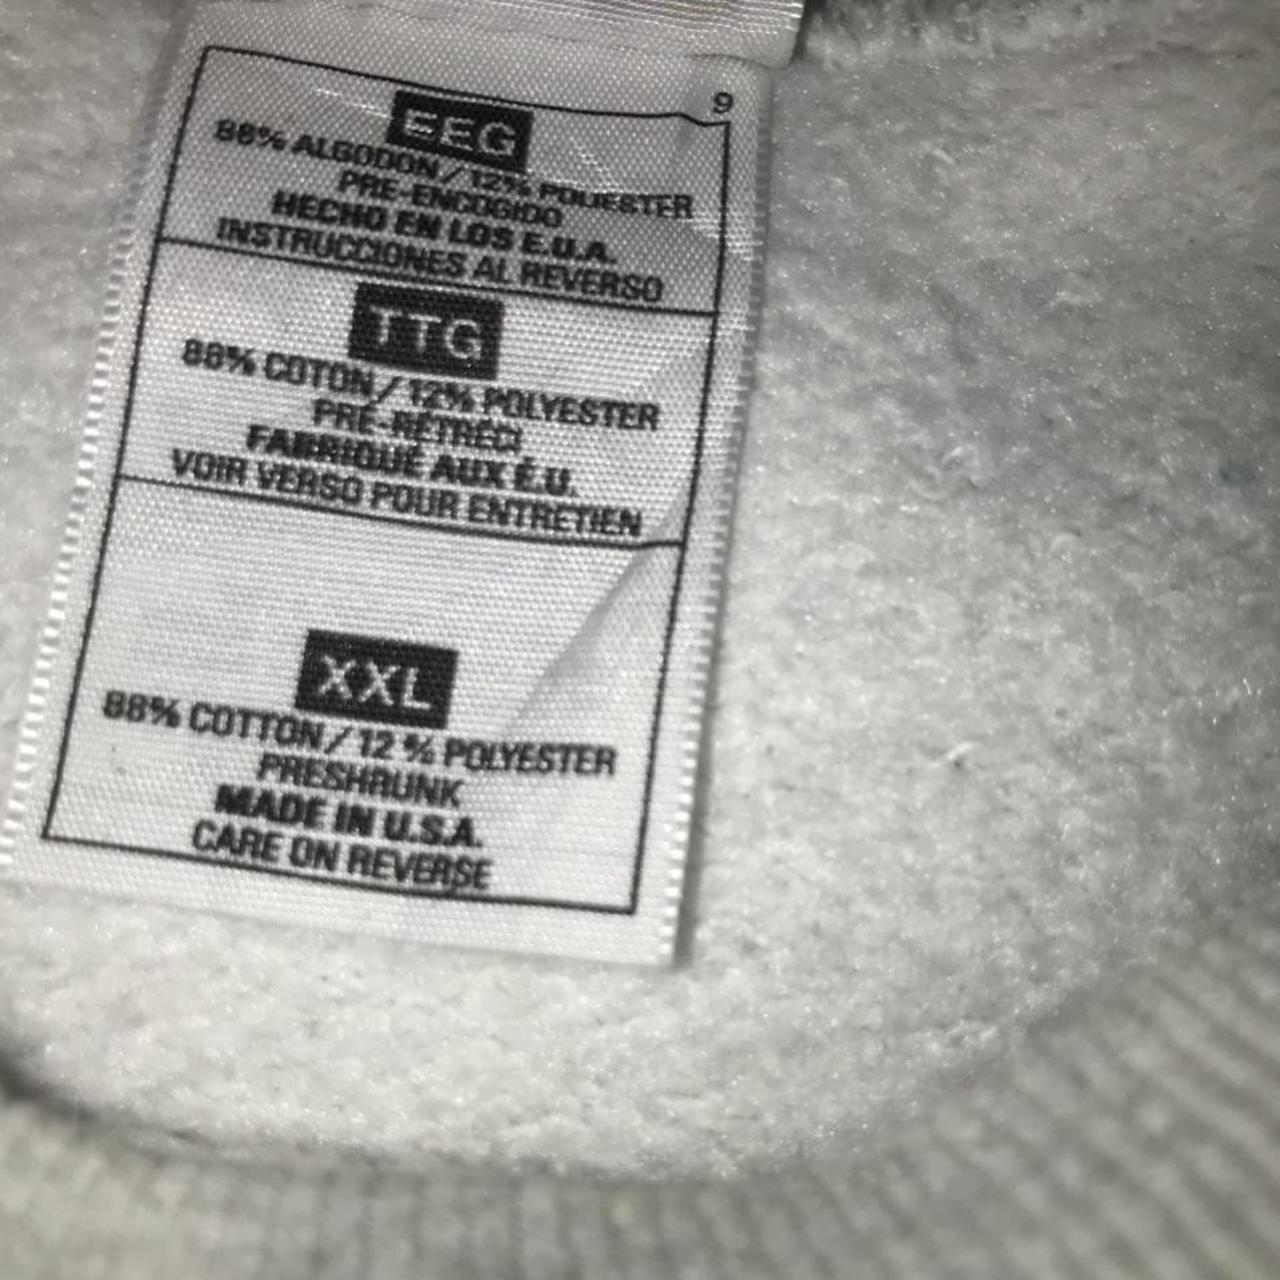 9
EEG
88% ALGODON / 12% POLIESTER
PRE-ENCOGIDO
HECHO EN LOS E.U.A.
INSTRUCCIONES AL REVERSO
TTG
88% COTON / 12% POLYESTER
PRÉ-RÉTRÉCI
FABRIQUÉ AUX É.U.
VOIR VERSO POUR ENTRETIEN
XXL
88% COTTON / 12 % POLYESTER
PRESHRUNK
MADE IN U.S.A.
CARE ON REVERSE